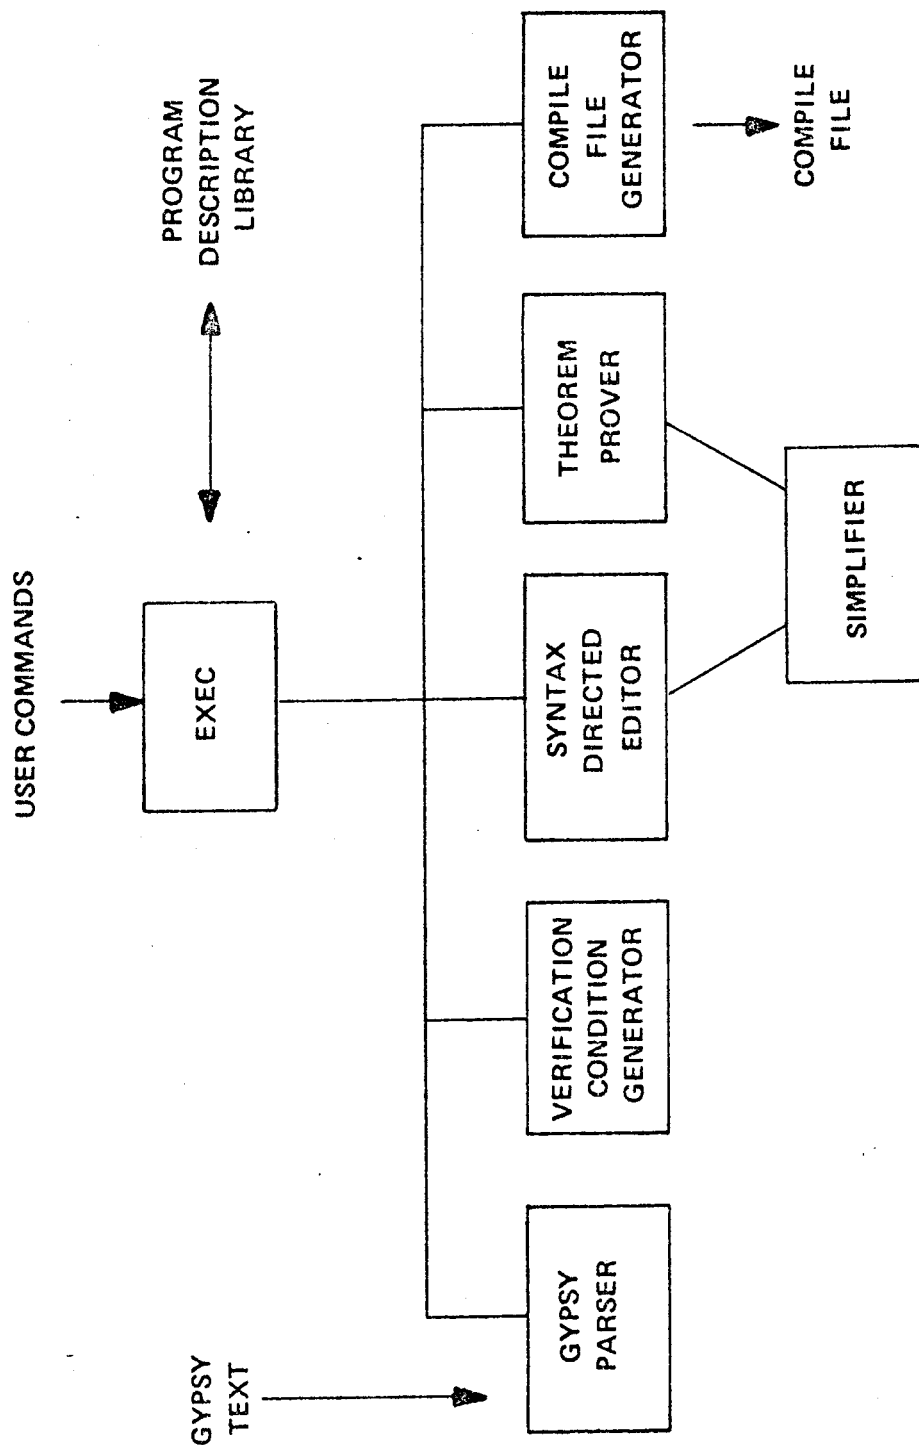 USER COMMANDS
EXEC
PROGRAM
DESCRIPTION
LIBRARY
GYPSY
TEXT
GYPSY
PARSER
VERIFICATION
CONDITION
GENERATOR
SYNTAX
DIRECTED
EDITOR
THEOREM
PROVER
COMPILE
FILE
GENERATOR
SIMPLIFIER
COMPILE
FILE